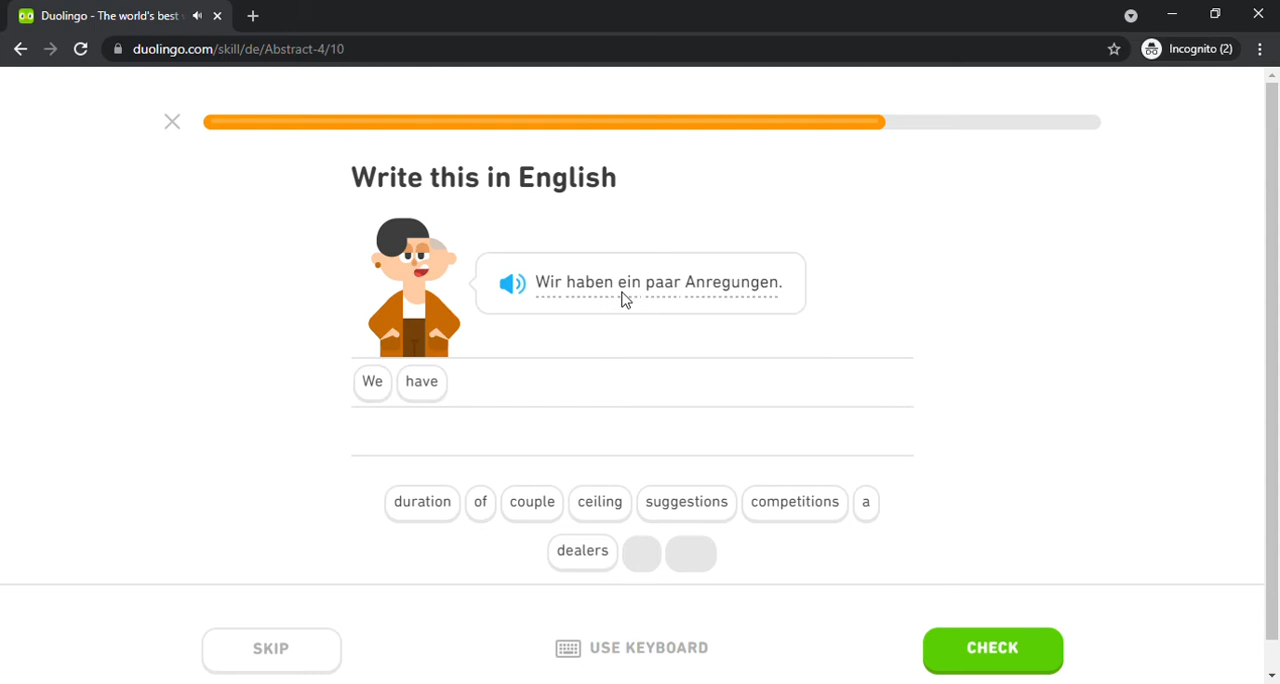 Duolingo - The world's best
duolingo.com/skill/de/Abstract-4/10
Incognito (2)
Write this in English
Wir haben ein paar Anregungen.
We have
duration of couple ceiling suggestions competitions a
dealers
SKIP
USE KEYBOARD
CHECK